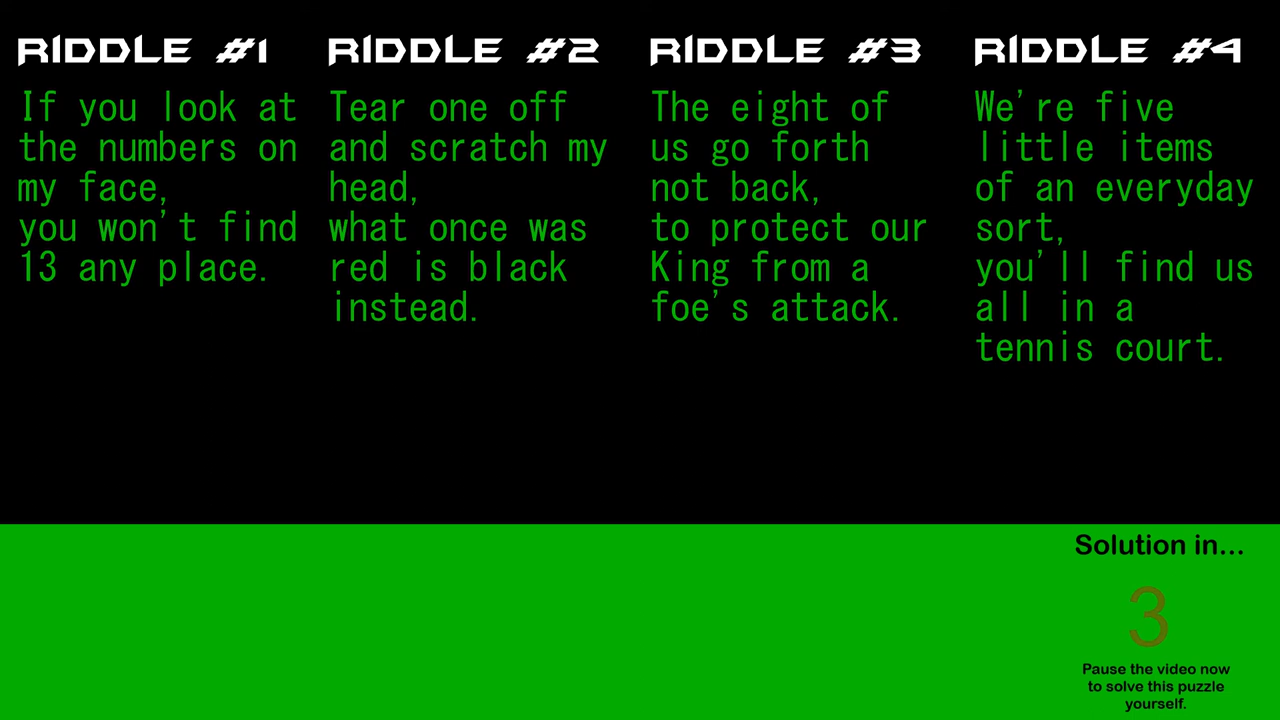 RIDDLE #1
If you look at
the numbers on
my face,
you won't find
13 any place.
RIDDLE #2
Tear one off
and scratch my
head,
what once was
red is black
instead.
RIDDLE #3
The eight of
us go forth
not back,
to protect our
King from a
foe's attack.
RIDDLE #4
We're five
little items
of an everyday
sort,
you'll find us
all in a
tennis court.
Solution in...
3
Pause the video now
to solve this puzzle
yourself.